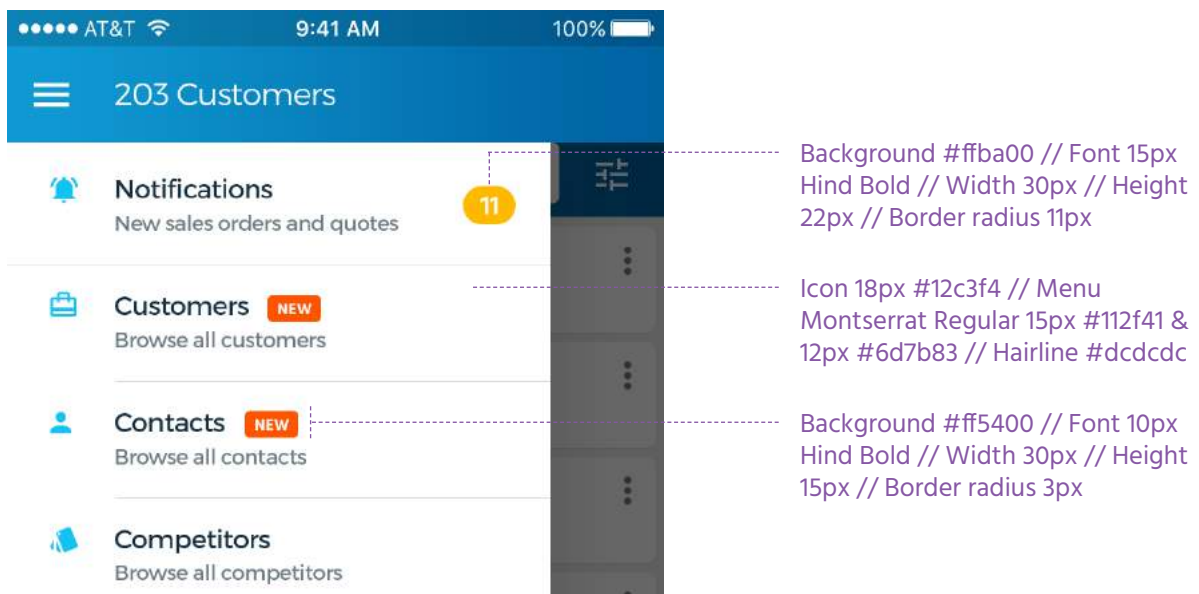 AT&T 9:41 AM 100%
203 Customers
Notifications
New sales orders and quotes
11
Customers NEW
Browse all customers
Contacts NEW
Browse all contacts
Competitors
Browse all competitors
Background #ffba00 // Font 15px
Hind Bold // Width 30px // Height
22px // Border radius 11px
Icon 18px #12c3f4 // Menu
Montserrat Regular 15px #112f41 &
12px #6d7b83 // Hairline #dcdcdc
Background #ff5400 // Font 10px
Hind Bold // Width 30px // Height
15px // Border radius 3px